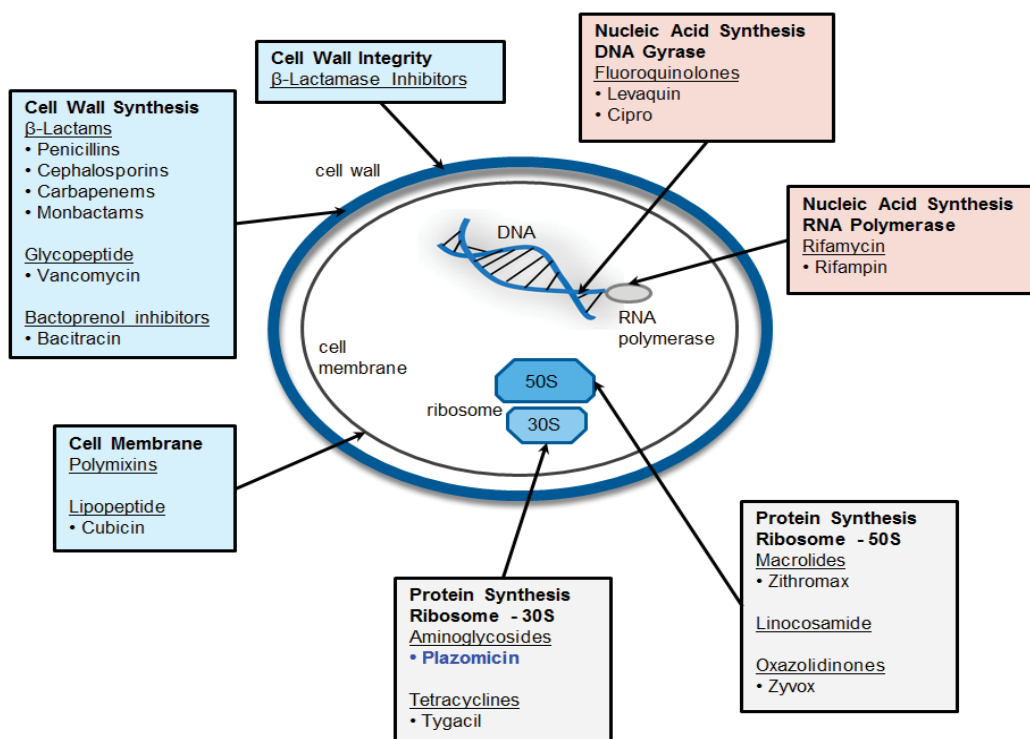 Cell Wall Integrity
β-Lactamase Inhibitors
Nucleic Acid Synthesis
DNA Gyrase
Fluoroquinolones
• Levaquin
• Cipro
Cell Wall Synthesis
β-Lactams
• Penicillins
• Cephalosporins
• Carbapenems
• Monbactams
Glycopeptide
• Vancomycin
Bactoprenol inhibitors
• Bacitracin
cell wall
Nucleic Acid Synthesis
RNA Polymerase
Rifamycin
• Rifampin
DNA
RNA
polymerase
cell
membrane
50S
ribosome
30S
Cell Membrane
Polymixins
Lipopeptide
• Cubicin
Protein Synthesis
Ribosome - 30S
Aminoglycosides
• Plazomicin
Tetracyclines
• Tygacil
Protein Synthesis
Ribosome - 50S
Macrolides
• Zithromax
Linocosamide
Oxazolidinones
• Zyvox